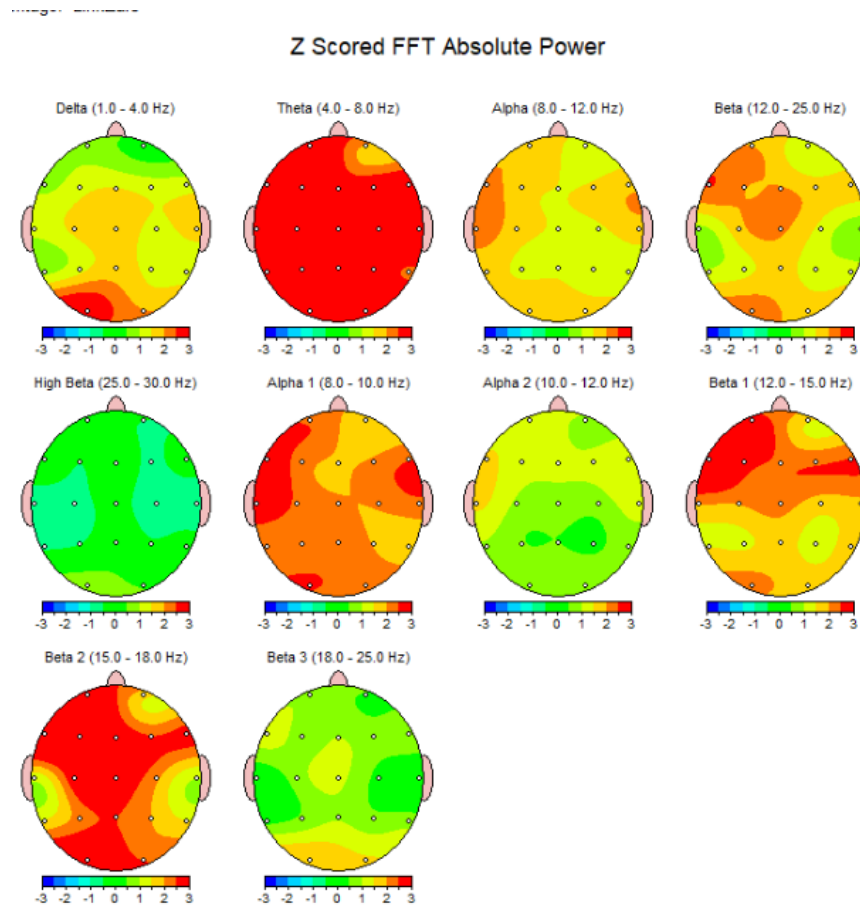 Z Scored FFT Absolute Power
Delta (1.0 - 4.0 Hz)
Theta (4.0 - 8.0 Hz)
Alpha (8.0 - 12.0 Hz)
Beta (12.0 - 25.0 Hz)
-3 -2 -1 0 1 2 3
-3 -2 -1 0 1 2 3
-3 -2 -1 0 1 2 3
-3 -2 -1 0 1 2 3
High Beta (25.0 - 30.0 Hz)
Alpha 1 (8.0 - 10.0 Hz)
Alpha 2 (10.0 - 12.0 Hz)
Beta 1 (12.0 - 15.0 Hz)
-3 -2 -1 0 1 2 3
-3 -2 -1 0 1 2 3
-3 -2 -1 0 1 2 3
-3 -2 -1 0 1 2 3
Beta 2 (15.0 - 18.0 Hz)
Beta 3 (18.0 - 25.0 Hz)
-3 -2 -1 0 1 2 3
-3 -2 -1 0 1 2 3